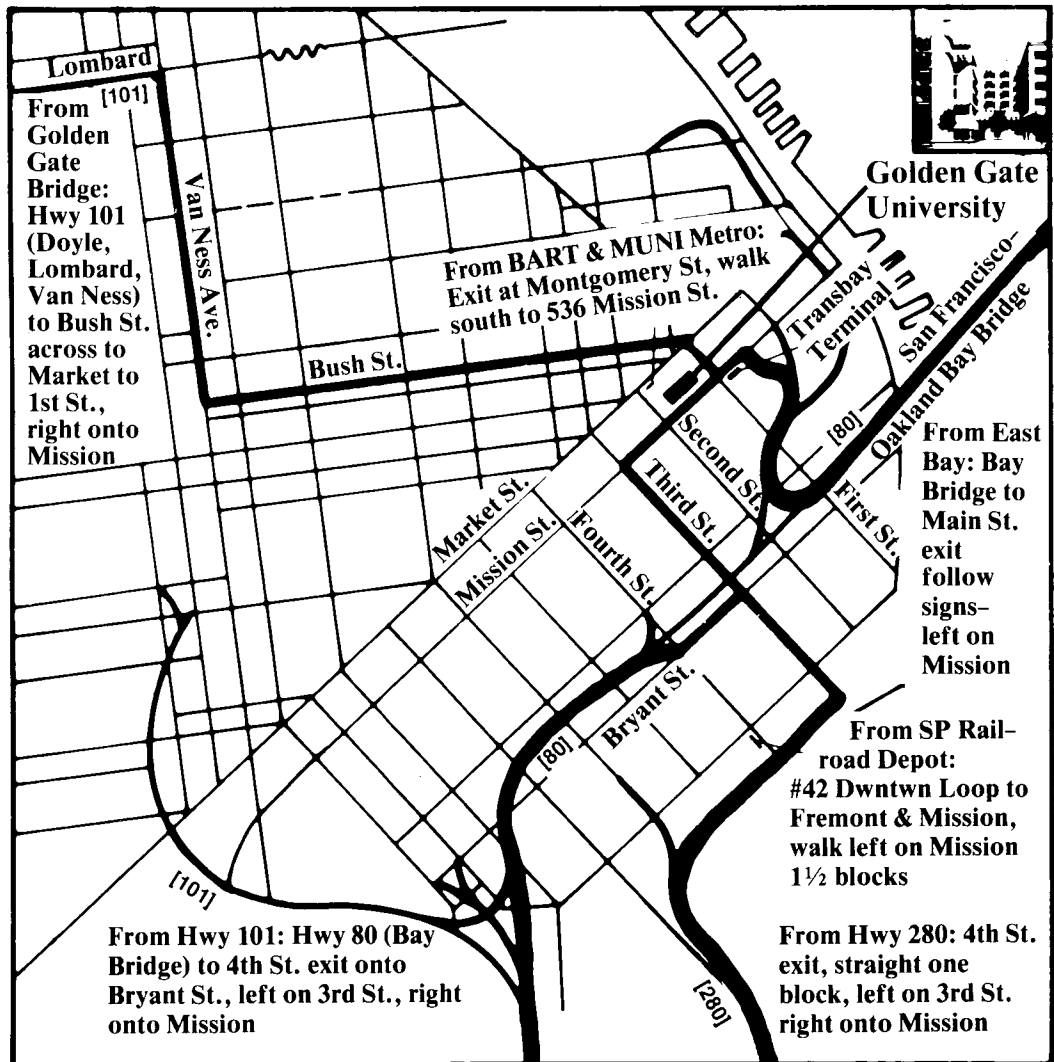 Lombard
[101]
From
Golden
Gate
Bridge:
Hwy 101
(Doyle,
Lombard,
Van Ness)
to Bush St.
across to
Market to
1st St.,
right onto
Mission
Van Ness Ave.
Golden Gate
University
From BART & MUNI Metro:
Exit at Montgomery St, walk
south to 536 Mission St.
Bush St.
Transbay
Terminal
San Francisco–
Oakland Bay Bridge
[80]
From East
Bay: Bay
Bridge to
Main St.
exit
follow
signs–
left on
Mission
Market St.
Mission St.
Fourth St.
Third St.
Second St.
First St.
Bryant St.
[80]
From SP Rail–
road Depot:
#42 Dwntwn Loop to
Fremont & Mission,
walk left on Mission
1½ blocks
[101]
From Hwy 101: Hwy 80 (Bay
Bridge) to 4th St. exit onto
Bryant St., left on 3rd St., right
onto Mission
[280]
From Hwy 280: 4th St.
exit, straight one
block, left on 3rd St.
right onto Mission